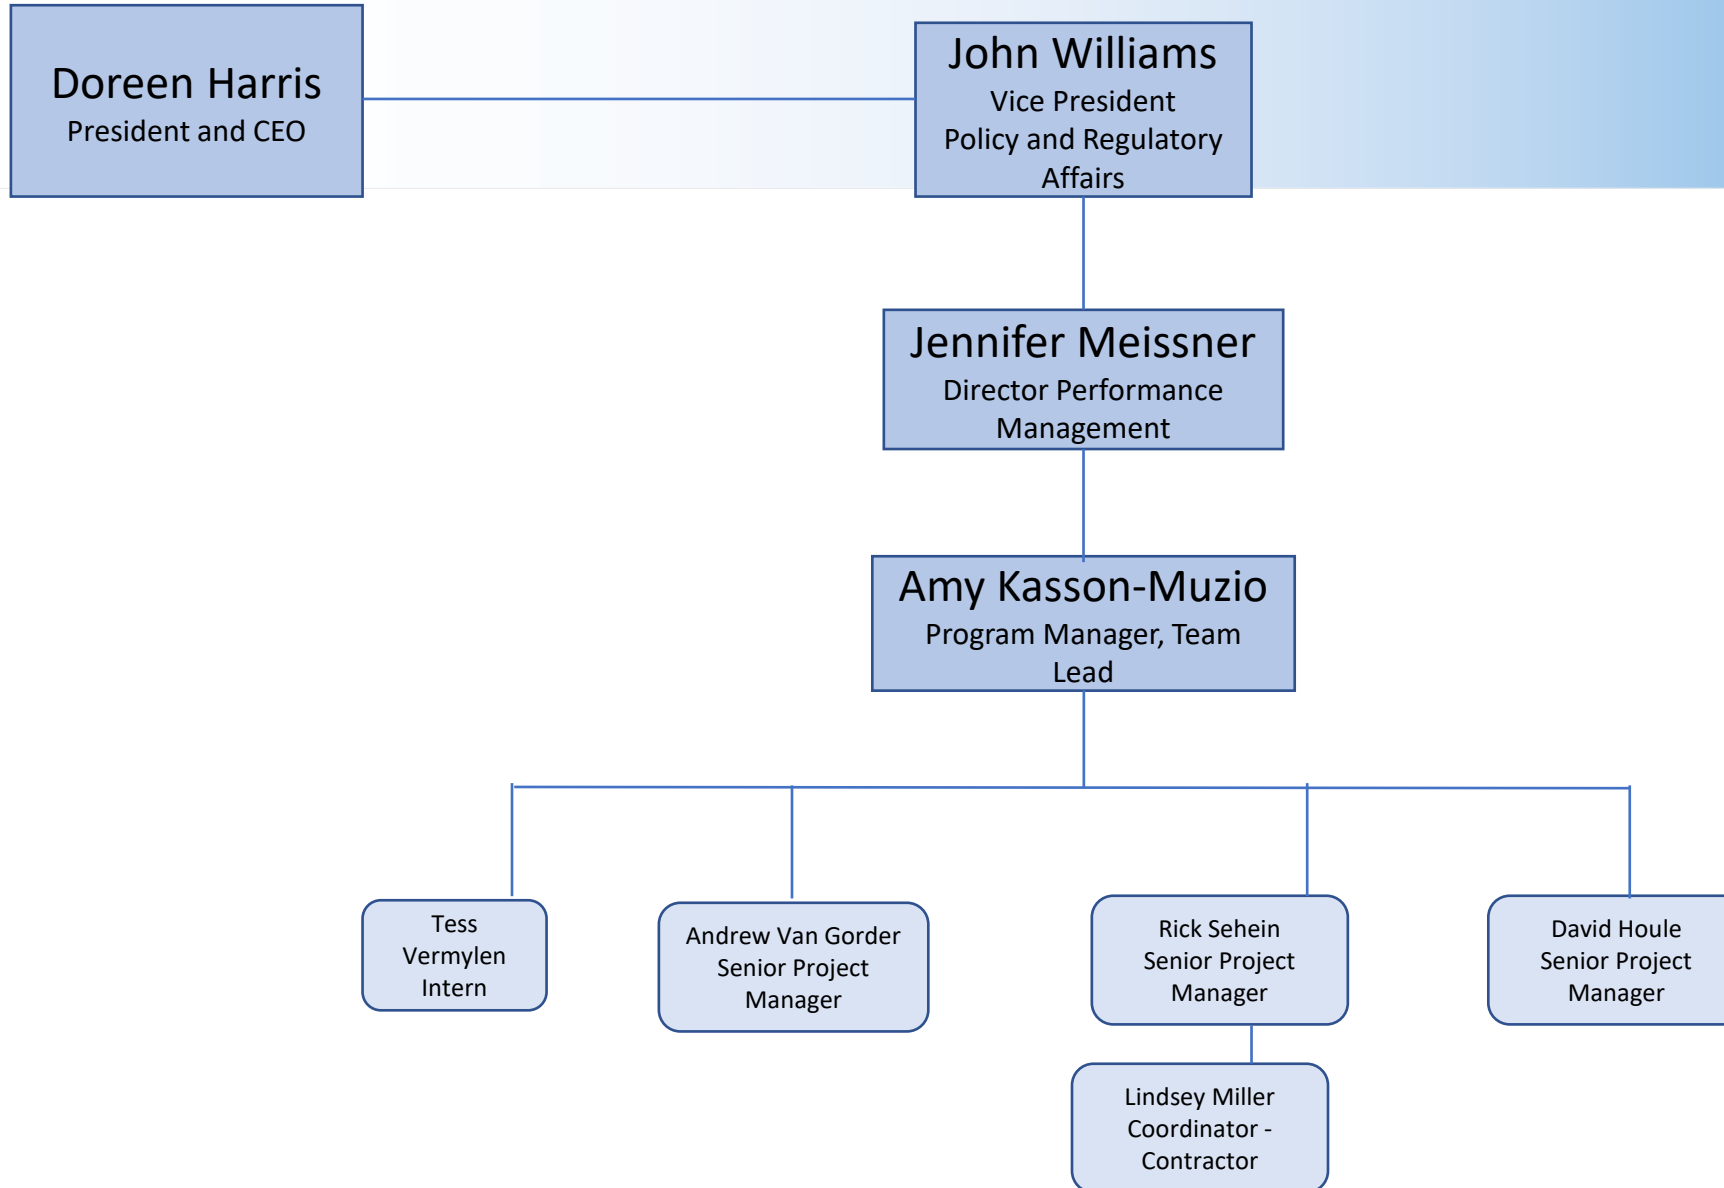 Doreen Harris
President and CEO
John Williams
Vice President
Policy and Regulatory
Affairs
Jennifer Meissner
Director Performance
Management
Amy Kasson-Muzio
Program Manager, Team
Lead
Tess
Vermylen
Intern
Andrew Van Gorder
Senior Project
Manager
Rick Sehein
Senior Project
Manager
David Houle
Senior Project
Manager
Lindsey Miller
Coordinator -
Contractor